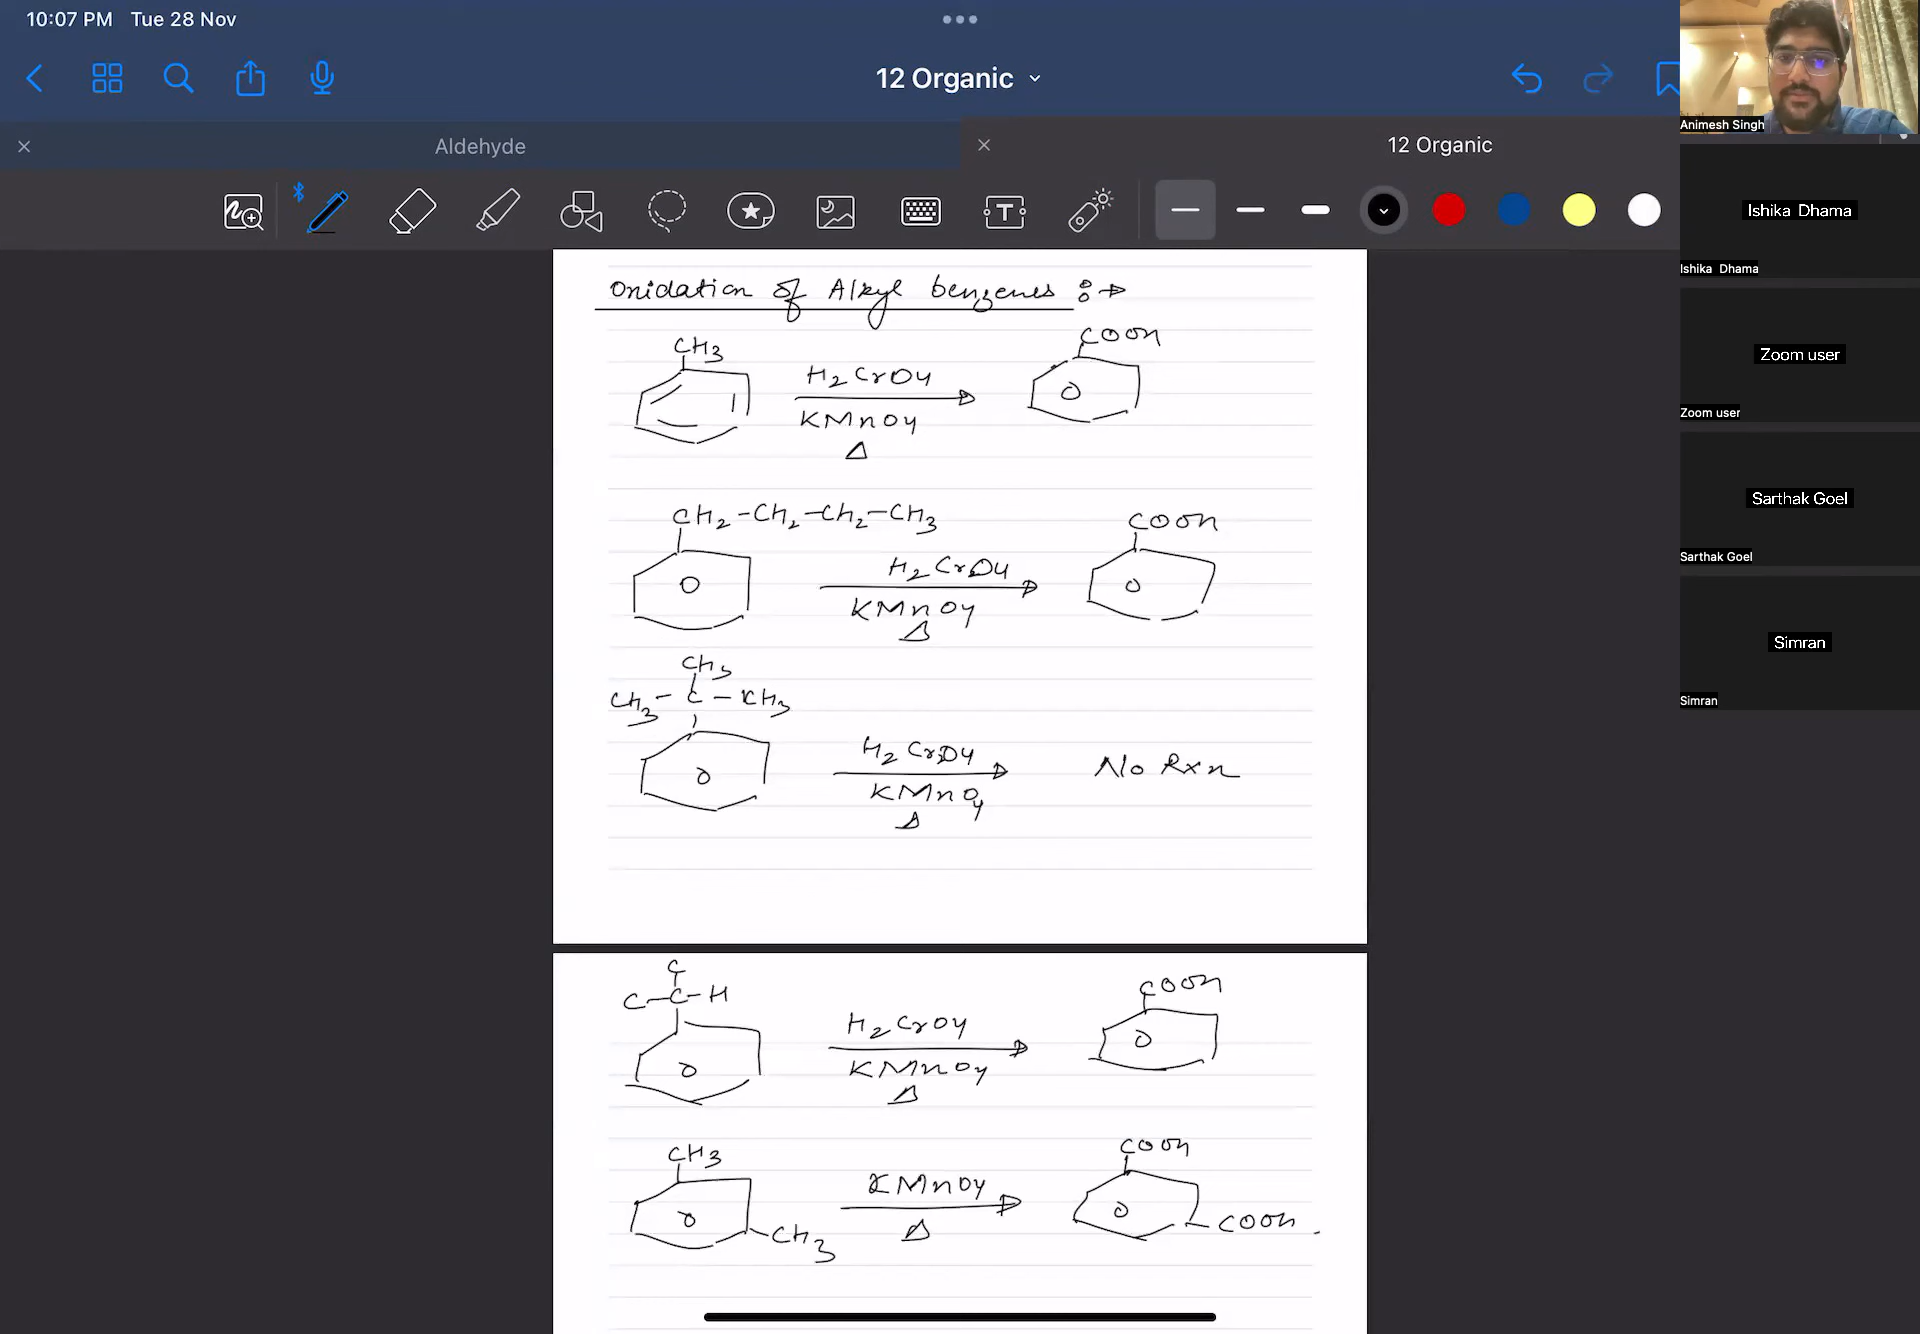 10:07 PM Tue 28 Nov
12 Organic
Aldehyde
12 Organic
Oxidation of Alkyl benzenes :→
CH3
COOH
H2CrO4
KMnO4
Δ
CH2-CH2-CH2-CH3
COOH
H2CrO4
KMnO4
Δ
CH3
CH3-C-CH3
H2CrO4
KMnO4
Δ
No Rxn
C
C-C-H
COOH
H2CrO4
KMnO4
Δ
CH3
CH3
KMnO4
Δ
COOH
COOH
Animesh Singh
Ishika Dhama
Ishika Dhama
Zoom user
Zoom user
Sarthak Goel
Sarthak Goel
Simran
Simran